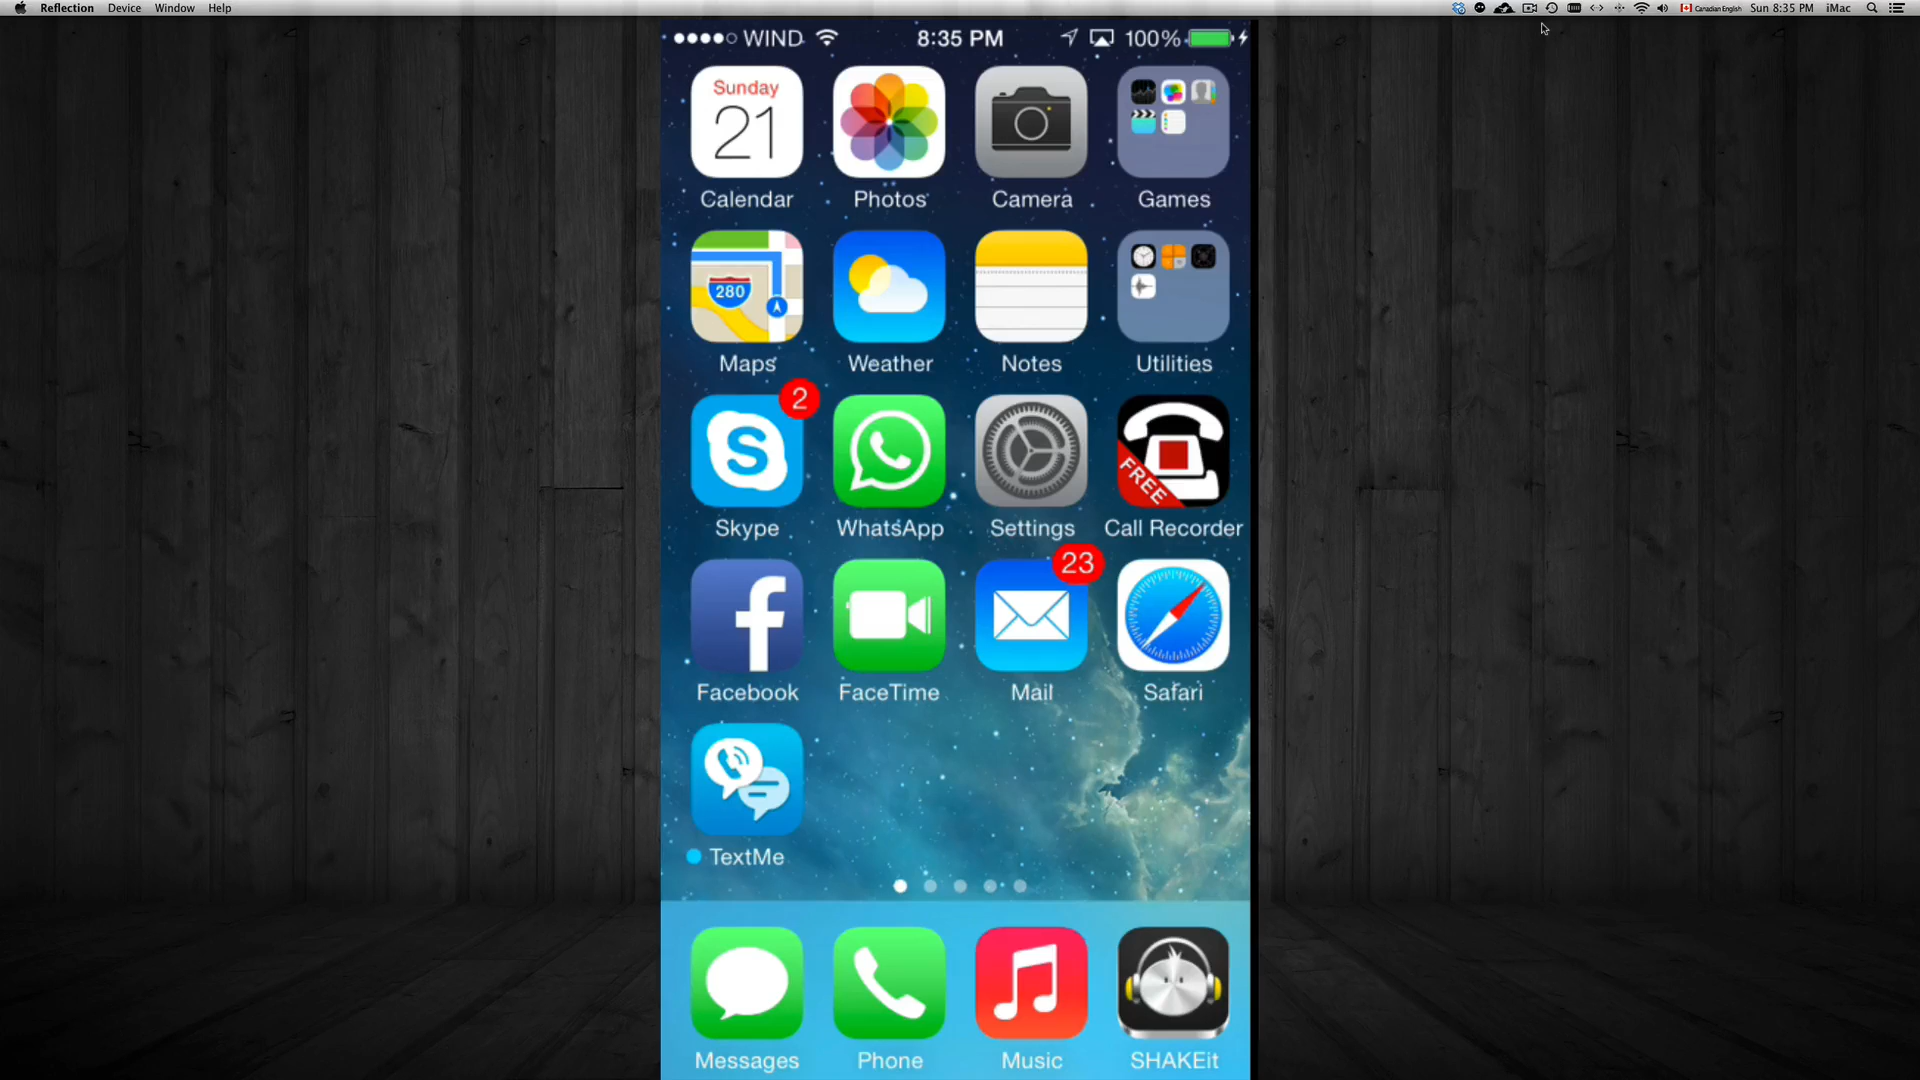 Reflection Device Window Help
Canadian English Sun 8:35 PM iMac
WIND 8:35 PM 100%
Sunday
21
Calendar Photos Camera Games
280
Maps Weather Notes Utilities
2
S
FREE
Skype WhatsApp Settings Call Recorder
23
f
Facebook FaceTime Mail Safari
TextMe
Messages Phone Music SHAKEit